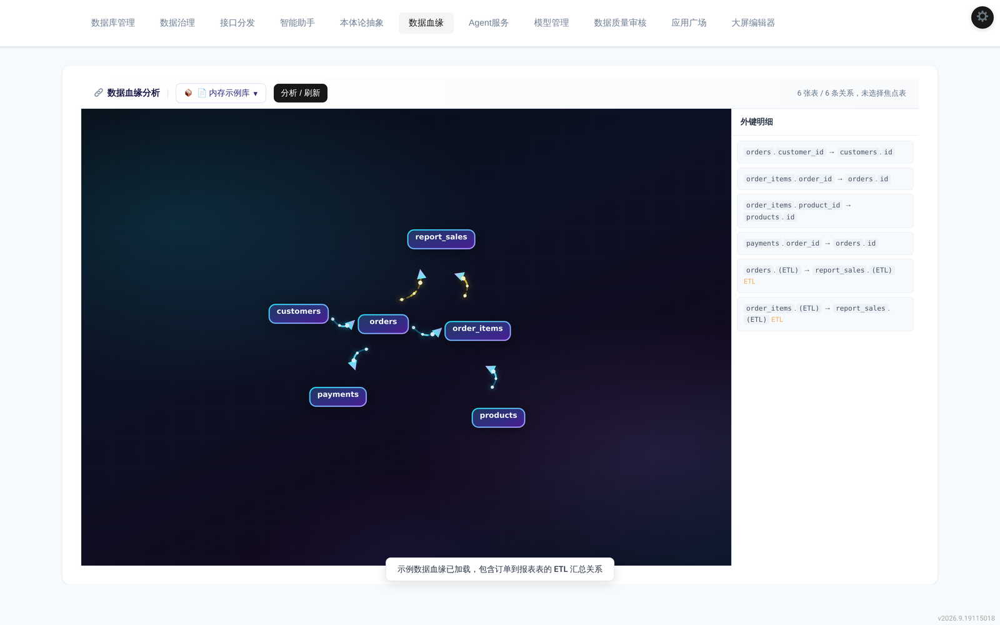 数据库管理 数据治理 接口分发 智能助手 本体论抽象 数据血缘 Agent服务 模型管理 数据质量审核 应用广场 大屏编辑器
数据血缘分析 内存示例库 ▼ 分析 / 刷新 6 张表 / 6 条关系，未选择焦点表
外键明细
orders . customer_id → customers . id
order_items . order_id → orders . id
order_items . product_id →
products . id
payments . order_id → orders . id
orders . (ETL) → report_sales . (ETL)
ETL
order_items . (ETL) → report_sales .
(ETL) ETL
report_sales
customers
orders
order_items
payments
products
示例数据血缘已加载，包含订单到报表表的 ETL 汇总关系
v2026.9.19115018